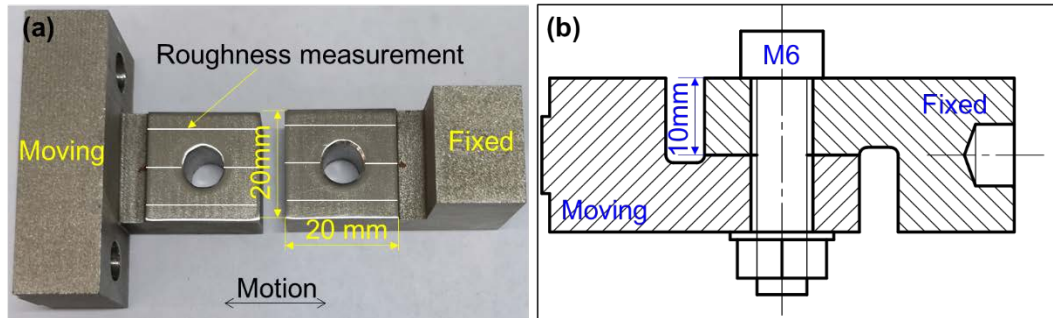 (a)
Roughness measurement
Moving
Fixed
20mm
20 mm
Motion
(b)
M6
10mm
Fixed
Moving